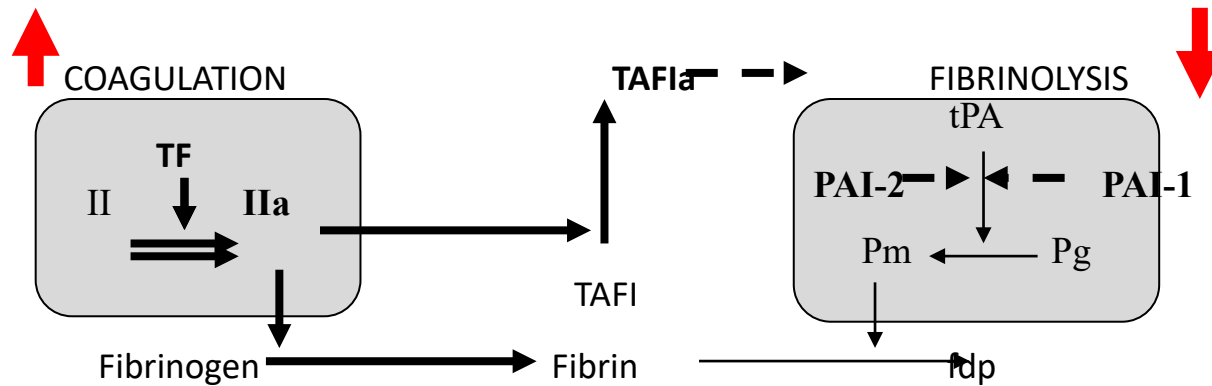 COAGULATION
TAFIa
FIBRINOLYSIS
tPA
TF
II
IIa
PAI-2
PAI-1
Pm
Pg
TAFI
Fibrinogen
Fibrin
fdp